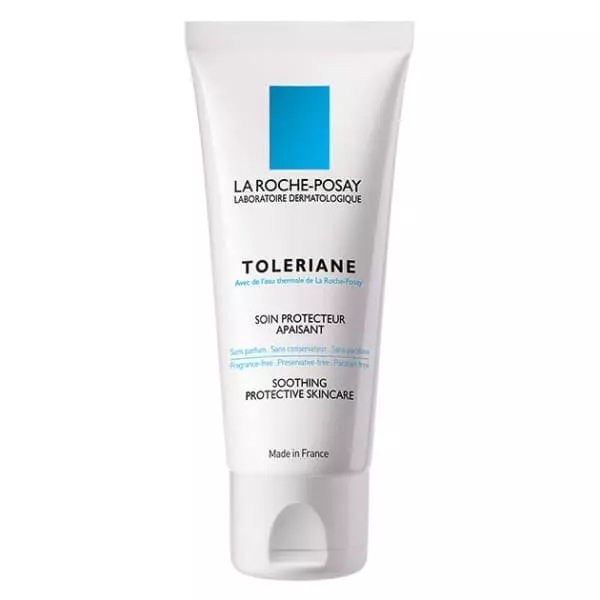 LA ROCHE-POSAY
LABORATOIRE DERMATOLOGIQUE
TOLERIANE
Avec de l'eau thermale de La Roche-Posay
SOIN PROTECTEUR
APAISANT
Sans parfum . Sans conservateur . Sans parabène
Fragrance-free . Preservative-free . Paraben-free
SOOTHING
PROTECTIVE SKINCARE
Made in France